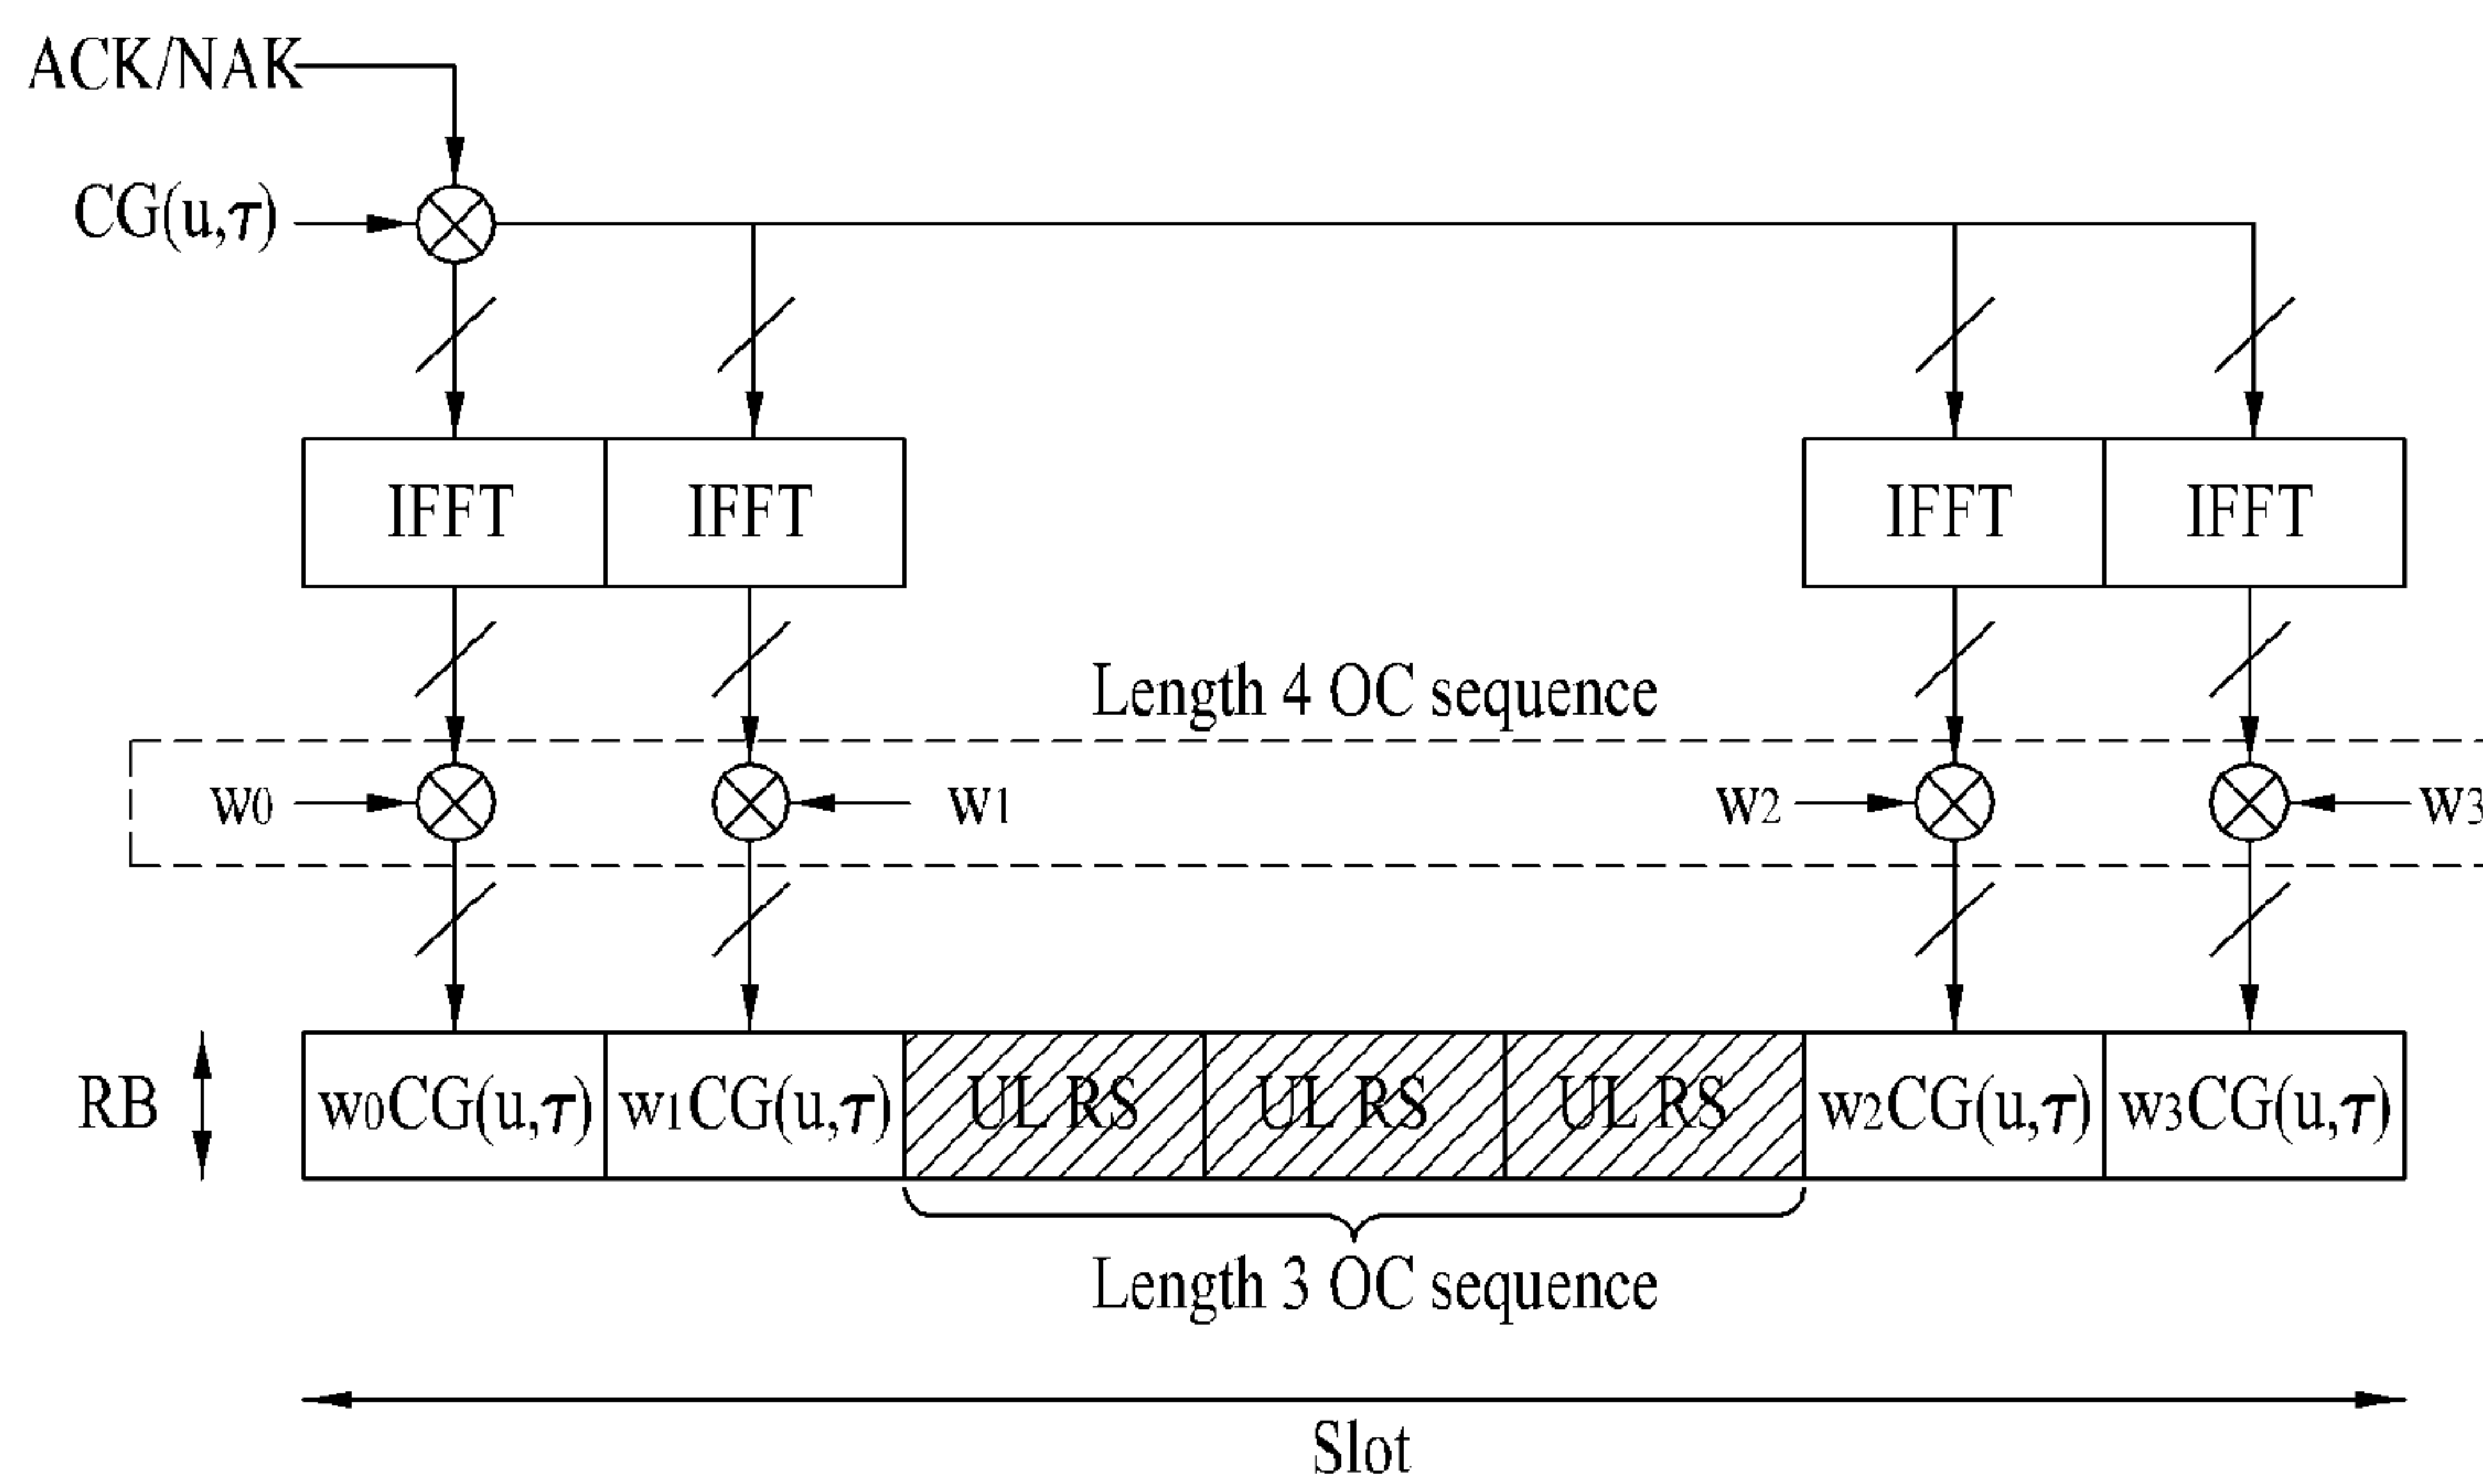 ACK/NAK
CG(u,τ)
IFFT IFFT IFFT IFFT
Length 4 OC sequence
w0 w1 w2 w3
RB w0CG(u,τ) w1CG(u,τ) UL RS UL RS UL RS w2CG(u,τ) w3CG(u,τ)
Length 3 OC sequence
Slot